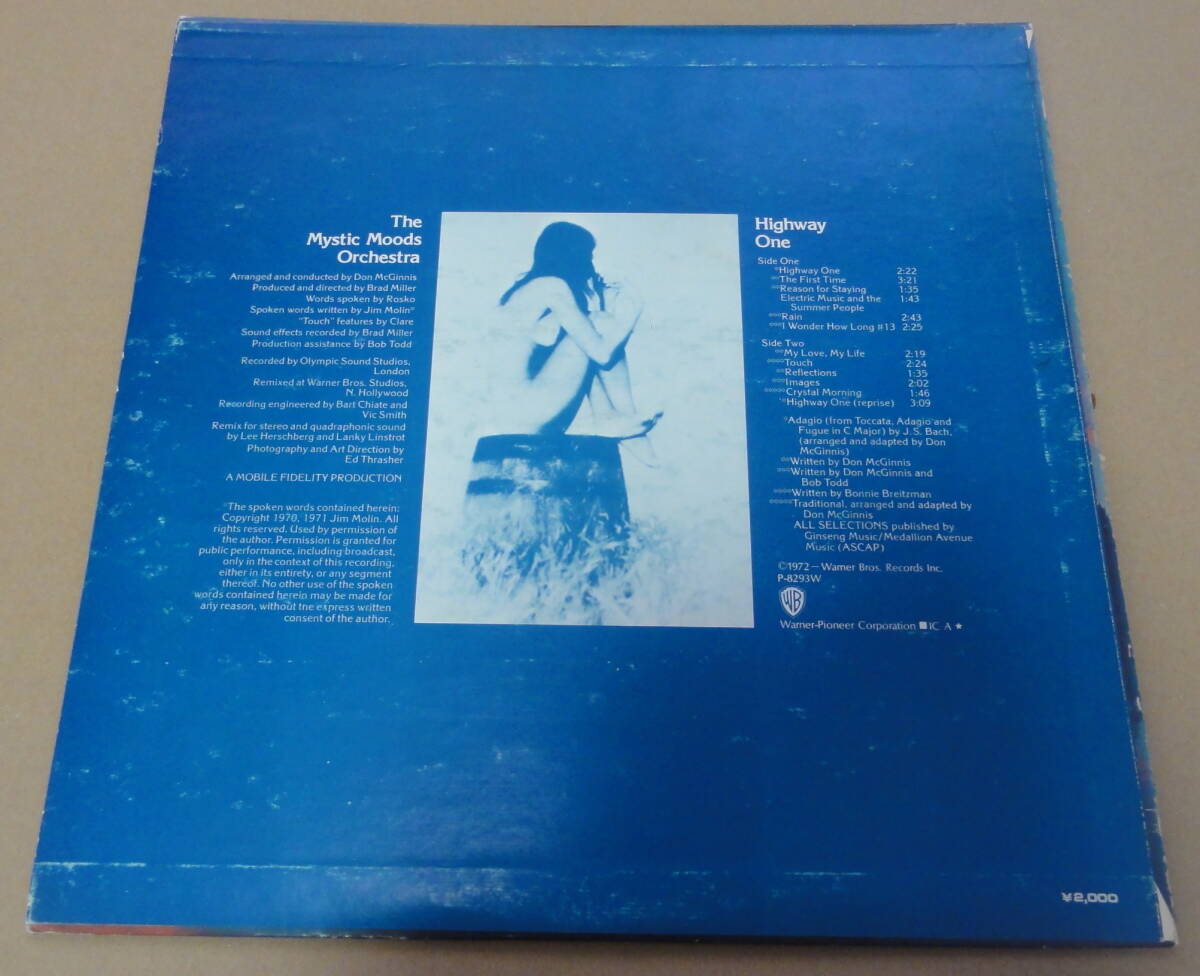 The
Mystic Moods
Orchestra
Arranged and conducted by Don McGinnis
Produced and directed by Brad Miller
Words spoken by Rosko
Spoken words written by Jim Molin*
"Touch" features by Clare
Sound effects recorded by Brad Miller
Production assistance by Bob Todd
Recorded by Olympic Sound Studios,
London
Remixed at Warner Bros. Studios,
N. Hollywood
Recording engineered by Bart Chiate and
Vic Smith
Remix for stereo and quadraphonic sound
by Lee Herschberg and Lanky Linstrot
Photography and Art Direction by
Ed Thrasher
A MOBILE FIDELITY PRODUCTION
*The spoken words contained herein:
Copyright 1970, 1971 Jim Molin. All
rights reserved. Used by permission of
the author. Permission is granted for
public performance, including broadcast,
only in the context of this recording,
either in its entirety, or any segment
thereof. No other use of the spoken
words contained herein may be made for
any reason, without the express written
consent of the author.
Highway
One
Side One
*Highway One 2:22
**The First Time 3:21
**Reason for Staying 1:35
Electric Music and the 1:43
Summer People
***Rain 2:43
***I Wonder How Long #13 2:25
Side Two
**My Love, My Life 2:19
****Touch 2:24
**Reflections 1:35
***Images 2:02
*****Crystal Morning 1:46
*Highway One (reprise) 3:09
*Adagio (from Toccata, Adagio and
Fugue in C Major) by J.S. Bach,
(arranged and adapted by Don
McGinnis)
**Written by Don McGinnis
***Written by Don McGinnis and
Bob Todd
****Written by Bonnie Breitzman
*****Traditional, arranged and adapted by
Don McGinnis
ALL SELECTIONS published by
Ginseng Music/Medallion Avenue
Music (ASCAP)
©1972 — Warner Bros. Records Inc.
P-8293W
WB
Warner-Pioneer Corporation ■IC A ★
¥2,000